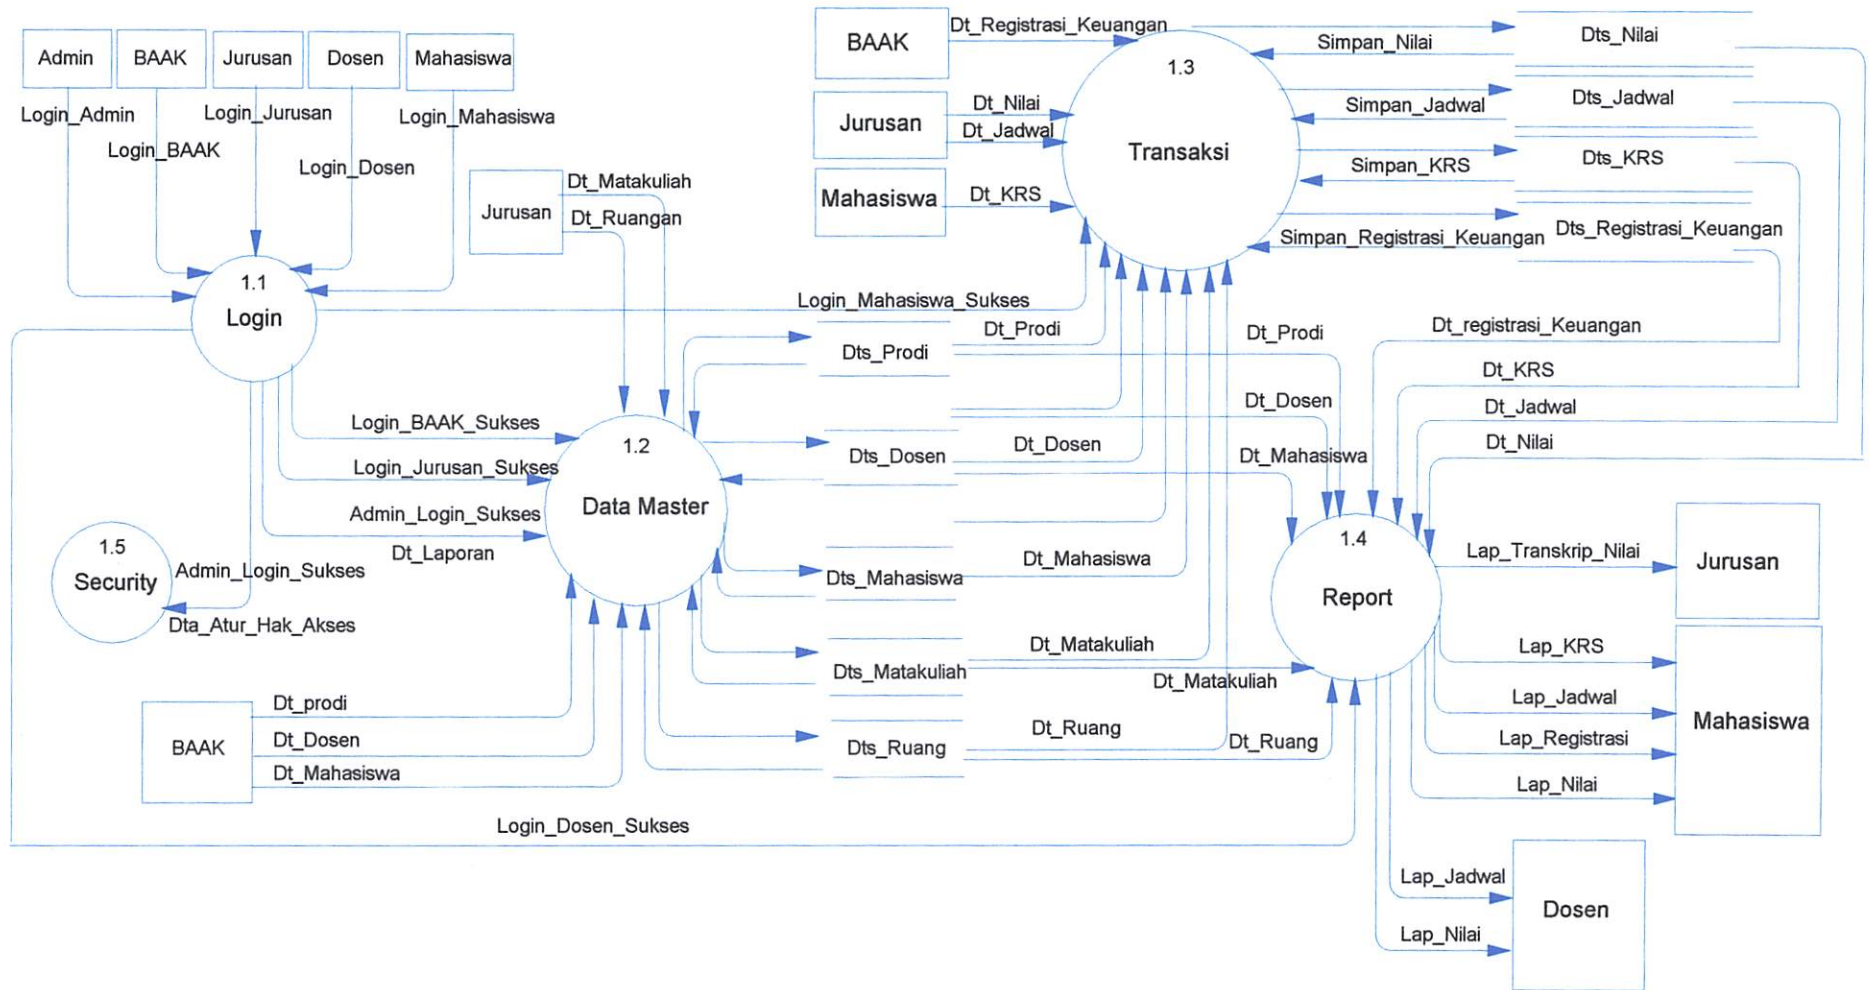 Admin
BAAK
Jurusan
Dosen
Mahasiswa
Login_Admin
Login_BAAK
Login_Jurusan
Login_Dosen
Login_Mahasiswa
1.1
Login
Jurusan
Dt_Matakuliah
Dt_Ruangan
BAAK
Dt_Registrasi_Keuangan
Jurusan
Dt_Nilai
Dt_Jadwal
Mahasiswa
Dt_KRS
1.3
Transaksi
Simpan_Nilai
Dts_Nilai
Simpan_Jadwal
Dts_Jadwal
Simpan_KRS
Dts_KRS
Simpan_Registrasi_Keuangan
Dts_Registrasi_Keuangan
Login_Mahasiswa_Sukses
Login_BAAK_Sukses
Login_Jurusan_Sukses
Admin_Login_Sukses
Dt_Laporan
1.5
Security
Admin_Login_Sukses
Dta_Atur_Hak_Akses
1.2
Data Master
BAAK
Dt_prodi
Dt_Dosen
Dt_Mahasiswa
Dts_Prodi
Dt_Prodi
Dt_Prodi
Dts_Dosen
Dt_Dosen
Dt_Dosen
Dts_Mahasiswa
Dt_Mahasiswa
Dt_Mahasiswa
Dts_Matakuliah
Dt_Matakuliah
Dt_Matakuliah
Dts_Ruang
Dt_Ruang
Dt_Ruang
Login_Dosen_Sukses
Dt_registrasi_Keuangan
Dt_KRS
Dt_Jadwal
Dt_Nilai
1.4
Report
Lap_Transkrip_Nilai
Jurusan
Lap_KRS
Lap_Jadwal
Lap_Registrasi
Lap_Nilai
Mahasiswa
Lap_Jadwal
Lap_Nilai
Dosen